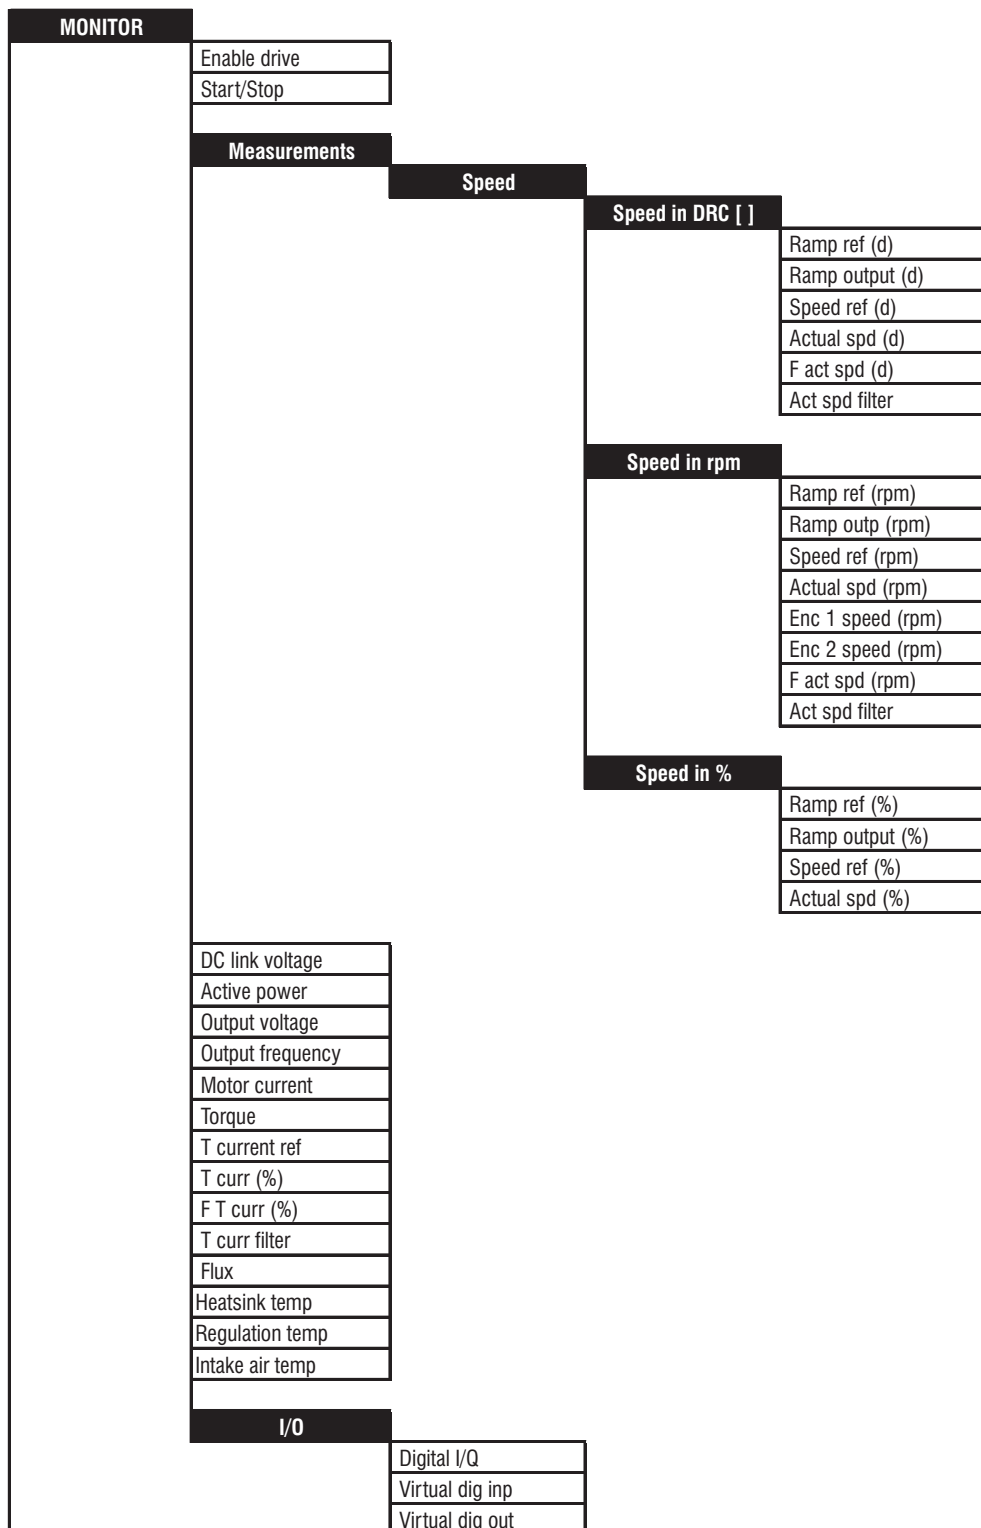 MONITOR
Enable drive
Start/Stop
Measurements
Speed
Speed in DRC [ ]
Ramp ref (d)
Ramp output (d)
Speed ref (d)
Actual spd (d)
F act spd (d)
Act spd filter
Speed in rpm
Ramp ref (rpm)
Ramp outp (rpm)
Speed ref (rpm)
Actual spd (rpm)
Enc 1 speed (rpm)
Enc 2 speed (rpm)
F act spd (rpm)
Act spd filter
Speed in %
Ramp ref (%)
Ramp output (%)
Speed ref (%)
Actual spd (%)
DC link voltage
Active power
Output voltage
Output frequency
Motor current
Torque
T current ref
T curr (%)
F T curr (%)
T curr filter
Flux
Heatsink temp
Regulation temp
Intake air temp
I/O
Digital I/Q
Virtual dig inp
Virtual dig out